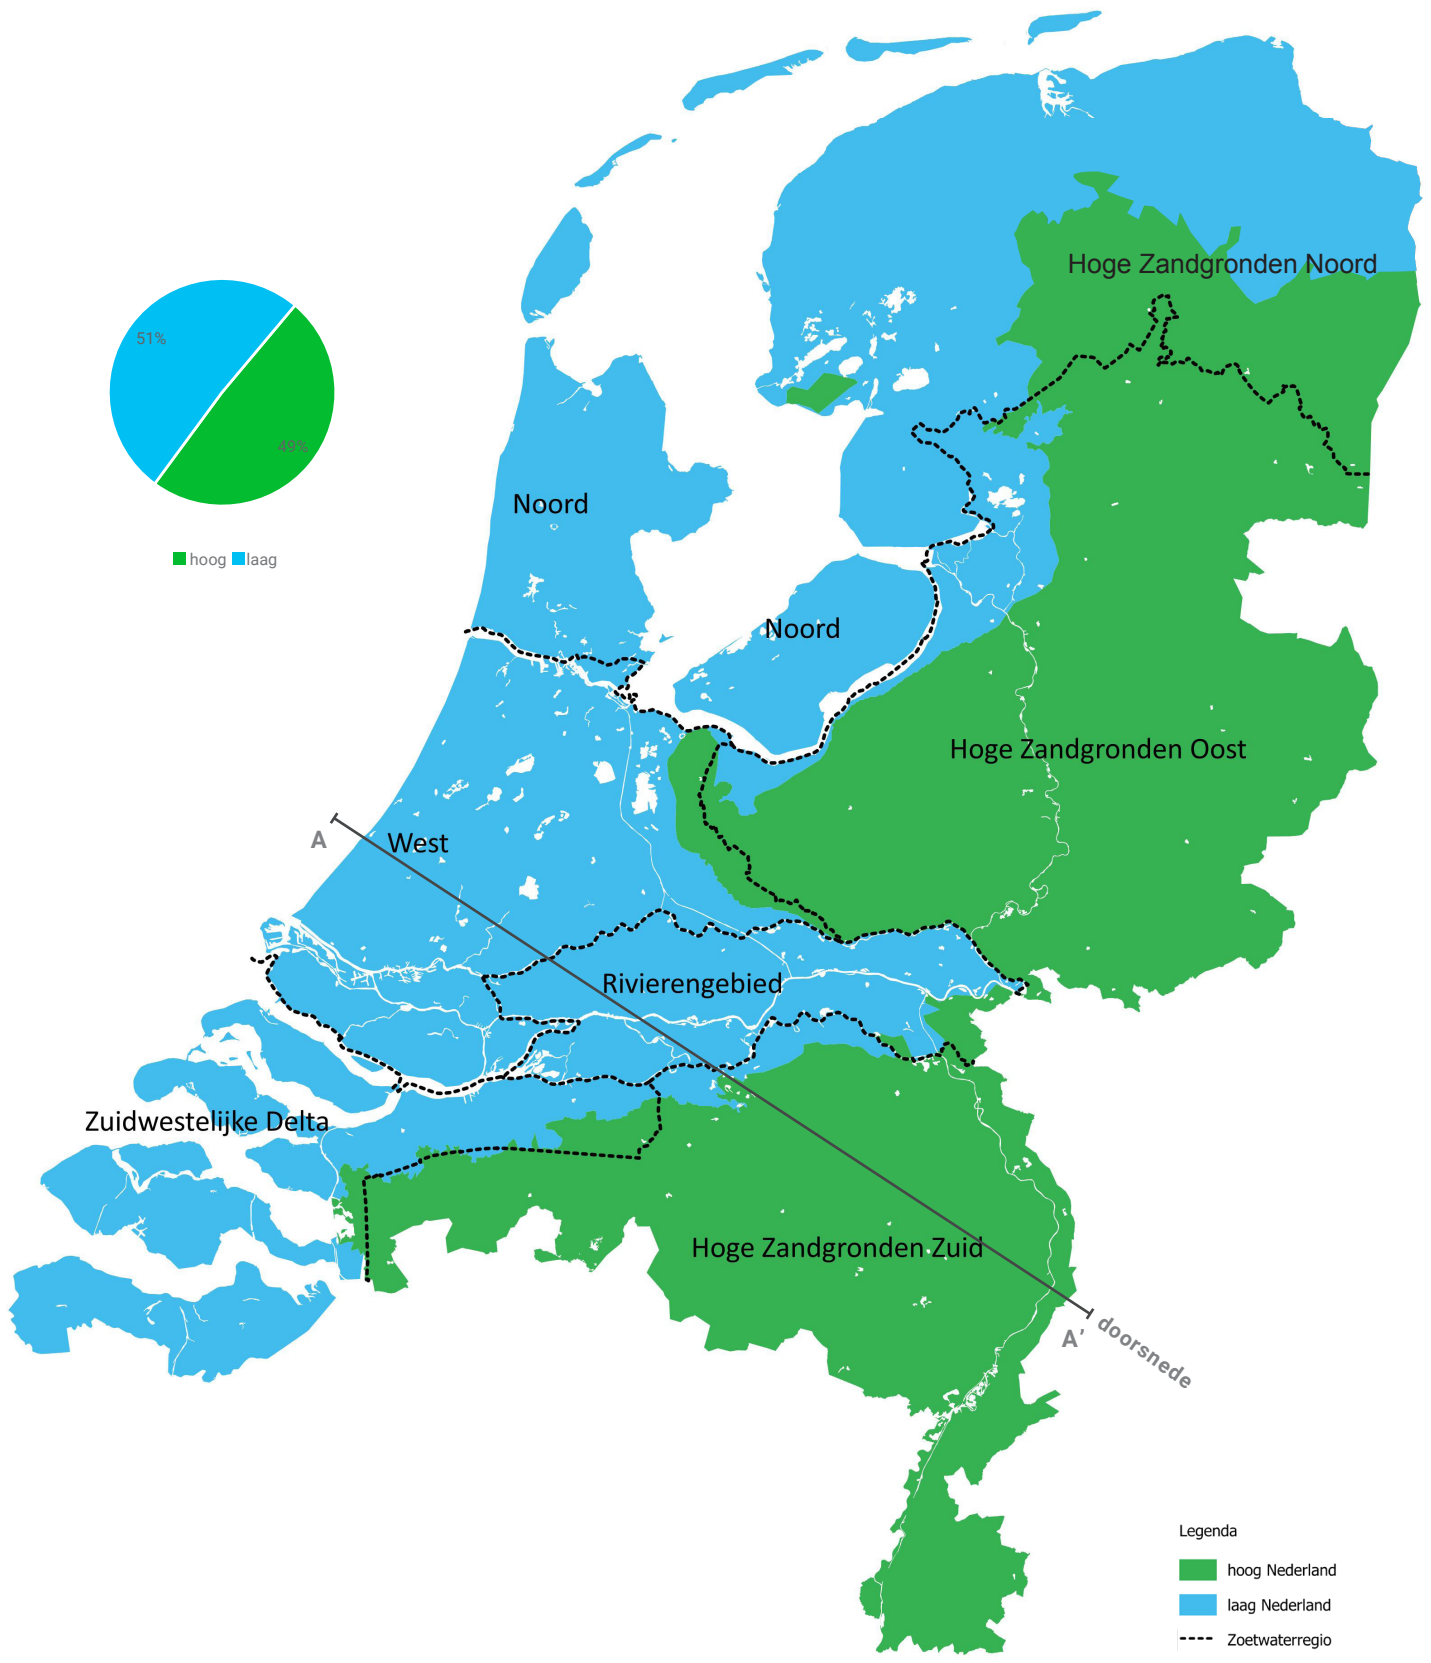 Hoge Zandgronden Noord
51%
49%
Noord
hoog laag
Noord
Hoge Zandgronden Oost
A
West
Rivierengebied
Zuidwestelijke Delta
Hoge Zandgronden Zuid
A'
doorsnede
Legenda
hoog Nederland
laag Nederland
Zoetwaterregio